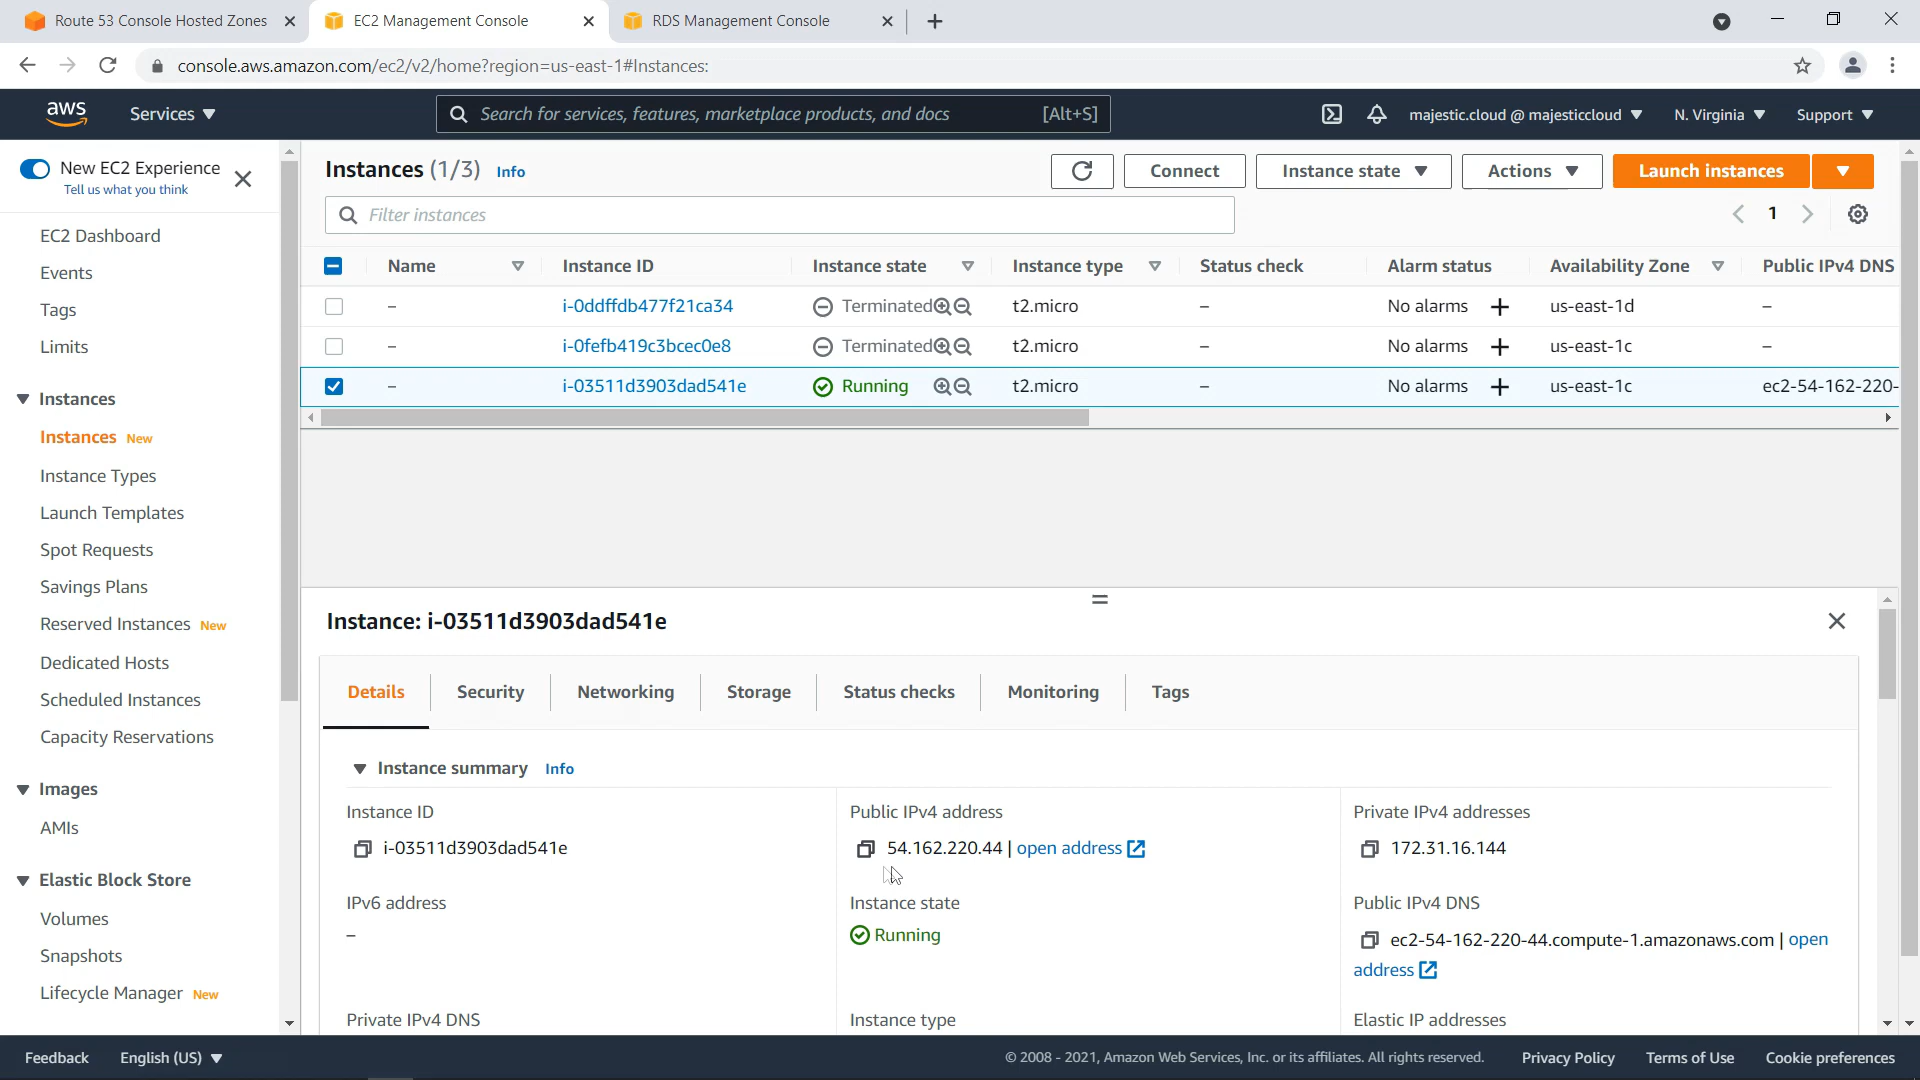 Route 53 Console Hosted Zones
EC2 Management Console
RDS Management Console
console.aws.amazon.com/ec2/v2/home?region=us-east-1#Instances:
aws
Services
Search for services, features, marketplace products, and docs
[Alt+S]
majestic.cloud @ majesticcloud
N. Virginia
Support
New EC2 Experience
Tell us what you think
EC2 Dashboard
Events
Tags
Limits
Instances
Instances New
Instance Types
Launch Templates
Spot Requests
Savings Plans
Reserved Instances New
Dedicated Hosts
Scheduled Instances
Capacity Reservations
Images
AMIs
Elastic Block Store
Volumes
Snapshots
Lifecycle Manager New
Instances (1/3) Info
Connect
Instance state
Actions
Launch instances
Filter instances
1
Name Instance ID Instance state Instance type Status check Alarm status Availability Zone Public IPv4 DNS
– i-0ddffdb477f21ca34 Terminated t2.micro – No alarms + us-east-1d –
– i-0fefb419c3bcec0e8 Terminated t2.micro – No alarms + us-east-1c –
– i-03511d3903dad541e Running t2.micro – No alarms + us-east-1c ec2-54-162-220-
Instance: i-03511d3903dad541e
Details
Security
Networking
Storage
Status checks
Monitoring
Tags
Instance summary Info
Instance ID
i-03511d3903dad541e
Public IPv4 address
54.162.220.44 | open address
Private IPv4 addresses
172.31.16.144
IPv6 address
–
Instance state
Running
Public IPv4 DNS
ec2-54-162-220-44.compute-1.amazonaws.com | open
address
Private IPv4 DNS
Instance type
Elastic IP addresses
Feedback
English (US)
© 2008 - 2021, Amazon Web Services, Inc. or its affiliates. All rights reserved.
Privacy Policy
Terms of Use
Cookie preferences